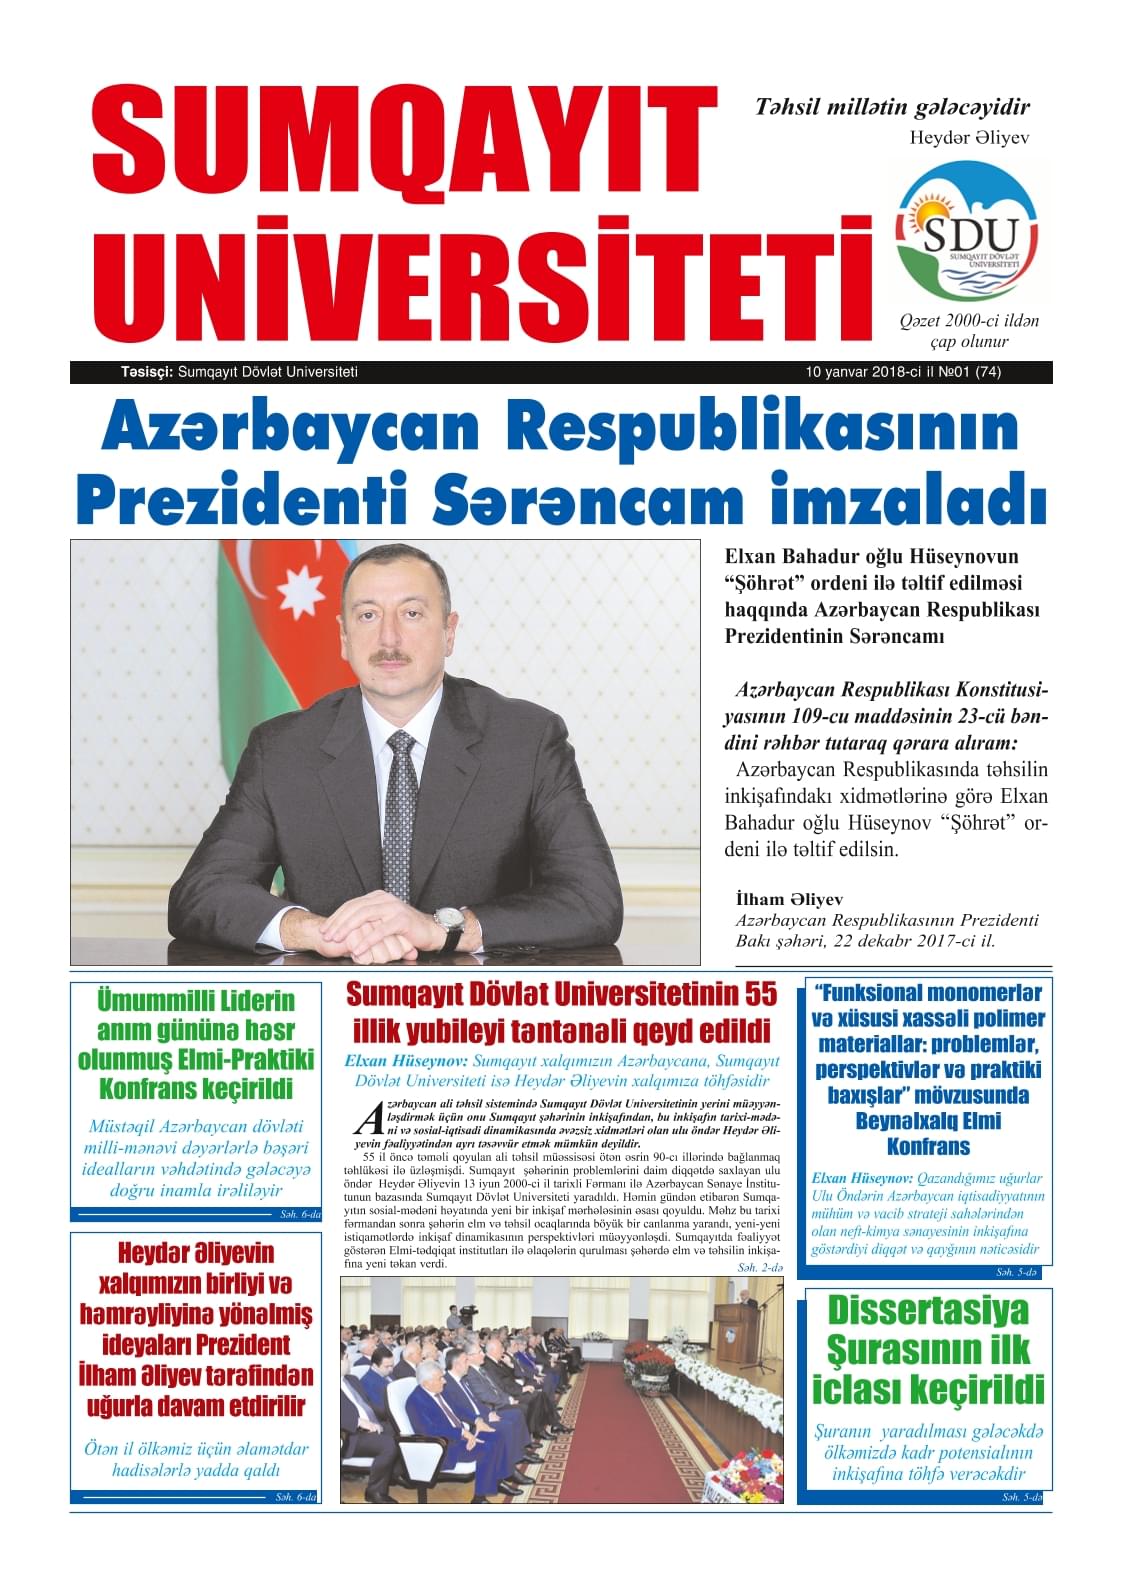 SUMQAYIT
UNİVERSİTETİ
Təhsil millətin gələcəyidir
Heydər Əliyev
SDU
SUMQAYIT DÖVLƏT
UNİVERSİTETİ
Qəzet 2000-ci ildən
çap olunur
Təsisçi: Sumqayıt Dövlət Universiteti
10 yanvar 2018-ci il №01 (74)
Azərbaycan Respublikasının
Prezidenti Sərəncam imzaladı
Elxan Bahadur oğlu Hüseynovun
“Şöhrət” ordeni ilə təltif edilməsi
haqqında Azərbaycan Respublikası
Prezidentinin Sərəncamı
Azərbaycan Respublikası Konstitusi-
yasının 109-cu maddəsinin 23-cü bən-
dini rəhbər tutaraq qərara alıram:
Azərbaycan Respublikasında təhsilin
inkişafındakı xidmətlərinə görə Elxan
Bahadur oğlu Hüseynov “Şöhrət” or-
deni ilə təltif edilsin.
İlham Əliyev
Azərbaycan Respublikasının Prezidenti
Bakı şəhəri, 22 dekabr 2017-ci il.
Ümummilli Liderin
anım gününə həsr
olunmuş Elmi-Praktiki
Konfrans keçirildi
Müstəqil Azərbaycan dövləti
milli-mənəvi dəyərlərlə bəşəri
idealların vəhdətində gələcəyə
doğru inamla irəliləyir
Səh. 6-da
Heydər Əliyevin
xalqımızın birliyi və
həmrəyliyinə yönəlmiş
ideyaları Prezident
İlham Əliyev tərəfindən
uğurla davam etdirilir
Ötən il ölkəmiz üçün əlamətdar
hadisələrlə yadda qaldı
Səh. 6-da
Sumqayıt Dövlət Universitetinin 55
illik yubileyi təntənəli qeyd edildi
Elxan Hüseynov: Sumqayıt xalqımızın Azərbaycana, Sumqayıt
Dövlət Universiteti isə Heydər Əliyevin xalqımıza töhfəsidir
Azərbaycan ali təhsil sistemində Sumqayıt Dövlət Universitetinin yerini müəyyən-
ləşdirmək üçün onu Sumqayıt şəhərinin inkişafından, bu inkişafın tarixi-mədə-
ni və sosial-iqtisadi dinamikasında əvəzsiz xidmətləri olan ulu öndər Heydər Əli-
yevin fəaliyyətindən ayrı təsəvvür etmək mümkün deyildir.
55 il öncə təməli qoyulan ali təhsil müəssisəsi ötən əsrin 90-cı illərində bağlanmaq
təhlükəsi ilə üzləşmişdi. Sumqayıt şəhərinin problemlərini daim diqqətdə saxlayan ulu
öndər Heydər Əliyevin 13 iyun 2000-ci il tarixli Fərmanı ilə Azərbaycan Sənaye İnstitu-
tunun bazasında Sumqayıt Dövlət Universiteti yaradıldı. Həmin gündən etibarən Sumqa-
yıtın sosial-mədəni həyatında yeni bir inkişaf mərhələsinin əsası qoyuldu. Məhz bu tarixi
fərmandan sonra şəhərin elm və təhsil ocaqlarında böyük bir canlanma yarandı, yeni-yeni
istiqamətlərdə inkişaf dinamikasının perspektivləri müəyyənləşdi. Sumqayıtda fəaliyyət
göstərən Elmi-tədqiqat institutları ilə əlaqələrin qurulması şəhərdə elm və təhsilin inkişa-
fına yeni təkan verdi.
Səh. 2-də
“Funksional monomerlər
və xüsusi xassəli polimer
materiallar: problemlər,
perspektivlər və praktiki
baxışlar” mövzusunda
Beynəlxalq Elmi
Konfrans
Elxan Hüseynov: Qazandığımız uğurlar
Ulu Öndərin Azərbaycan iqtisadiyyatının
mühüm və vacib strateji sahələrindən
olan neft-kimya sənayesinin inkişafına
göstərdiyi diqqət və qayğının nəticəsidir
Səh. 5-də
Dissertasiya
Şurasının ilk
iclası keçirildi
Şuranın yaradılması gələcəkdə
ölkəmizdə kadr potensialının
inkişafına töhfə verəcəkdir
Səh. 5-də